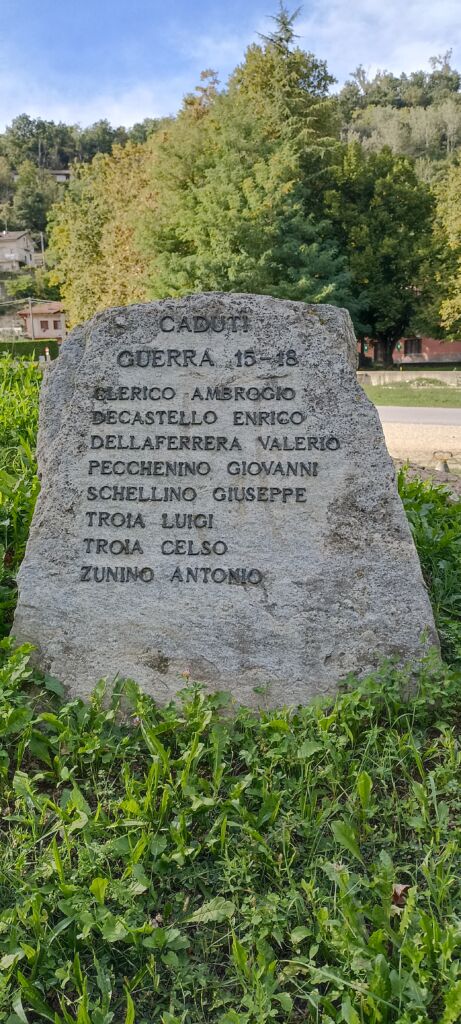 CADUTI
GUERRA 15-18
CLERICO AMBROGIO
DECASTELLO ENRICO
DELLAFERRERA VALERIO
PECCHENINO GIOVANNI
SCHELLINO GIUSEPPE
TROIA LUIGI
TROIA CELSO
ZUNINO ANTONIO